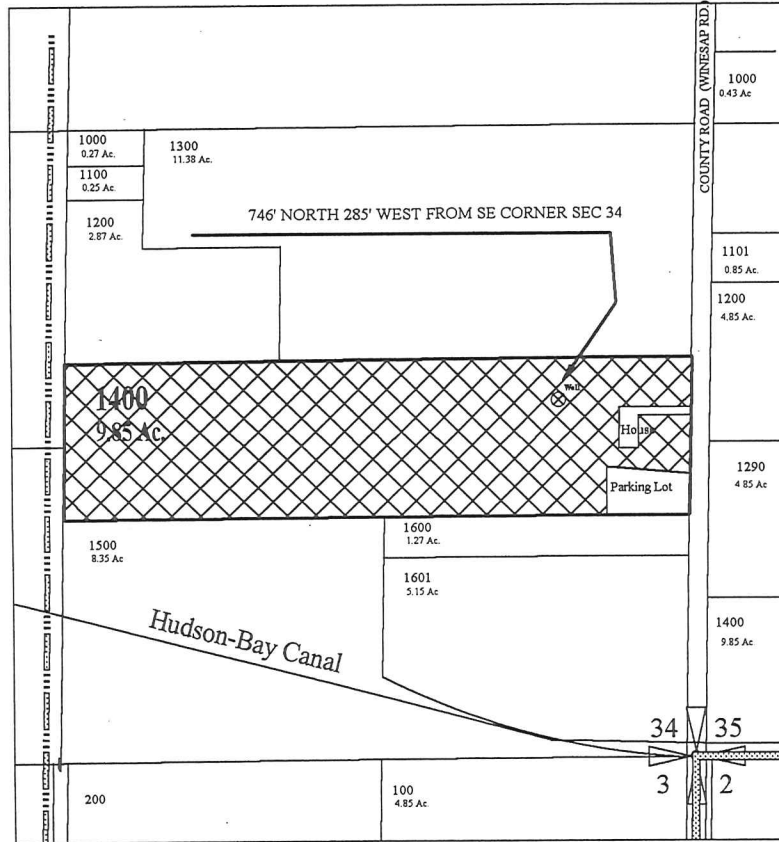 COUNTY ROAD (WINESAP RD.)
1000
0.43 Ac
1000
0.27 Ac.
1300
11.38 Ac.
1100
0.25 Ac.
1200
2.87 Ac.
746' NORTH 285' WEST FROM SE CORNER SEC 34
1101
0.85 Ac.
1200
4.85 Ac.
1400
9.85 Ac.
Well
House
Parking Lot
1290
4 85 Ac
1500
8.35 Ac
1600
1.27 Ac.
1601
5.15 Ac
1400
9.85 Ac
Hudson-Bay Canal
34 35
3 2
200
100
4.85 Ac.